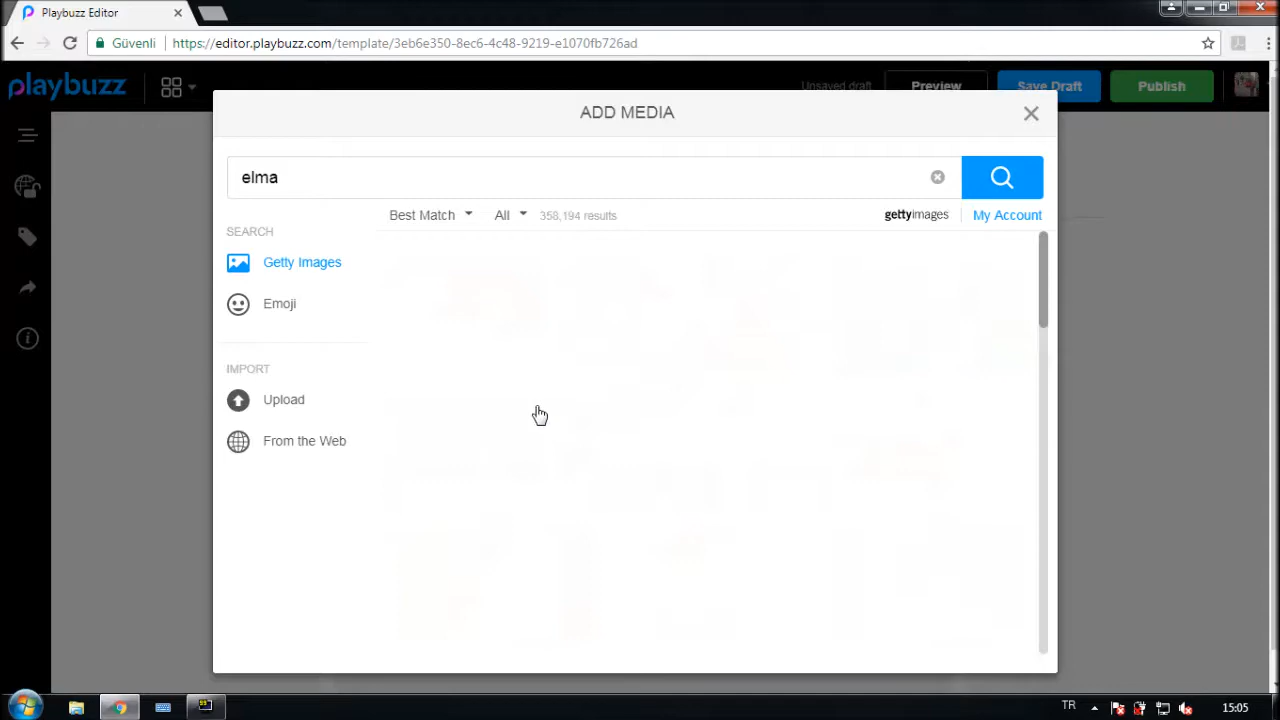 Playbuzz Editor
Güvenli
https://editor.playbuzz.com/template/3eb6e350-8ec6-4c48-9219-e1070fb726ad
playbuzz
Unsaved draft
Preview
Save Draft
Publish
ADD MEDIA
elma
Best Match
All
358,194 results
gettyimages
My Account
SEARCH
Getty Images
Emoji
IMPORT
Upload
From the Web
TR
15:05